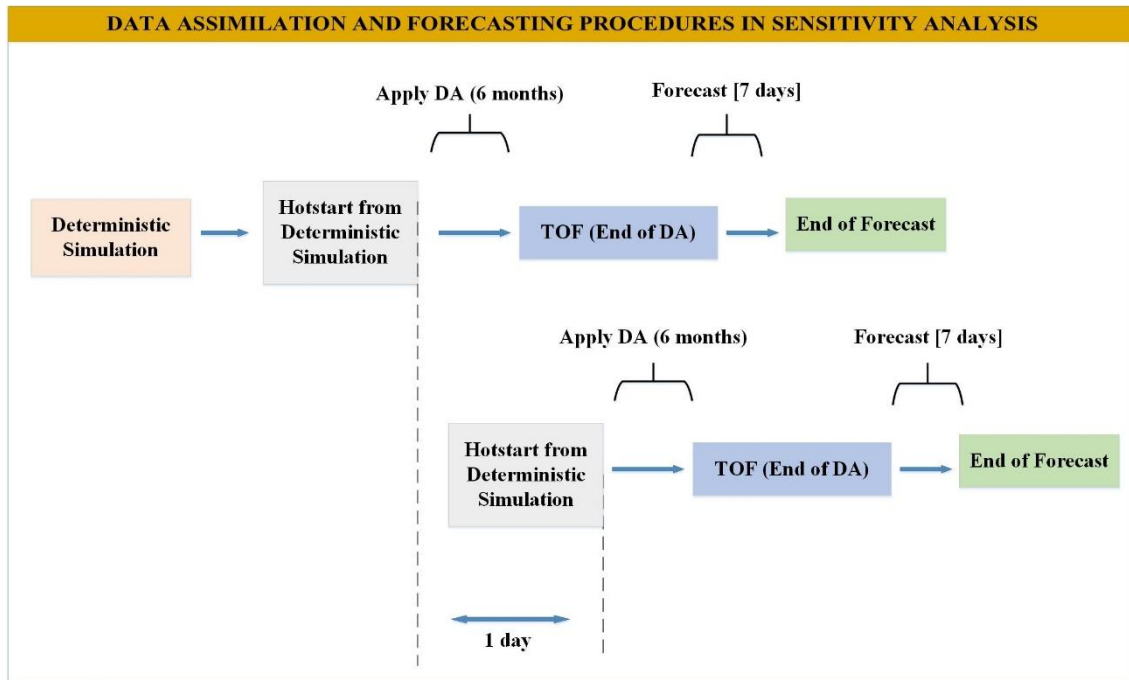 DATA ASSIMILATION AND FORECASTING PROCEDURES IN SENSITIVITY ANALYSIS
Apply DA (6 months)
Forecast [7 days]
Deterministic
Simulation
Hotstart from
Deterministic
Simulation
TOF (End of DA)
End of Forecast
Apply DA (6 months)
Forecast [7 days]
Hotstart from
Deterministic
Simulation
TOF (End of DA)
End of Forecast
1 day